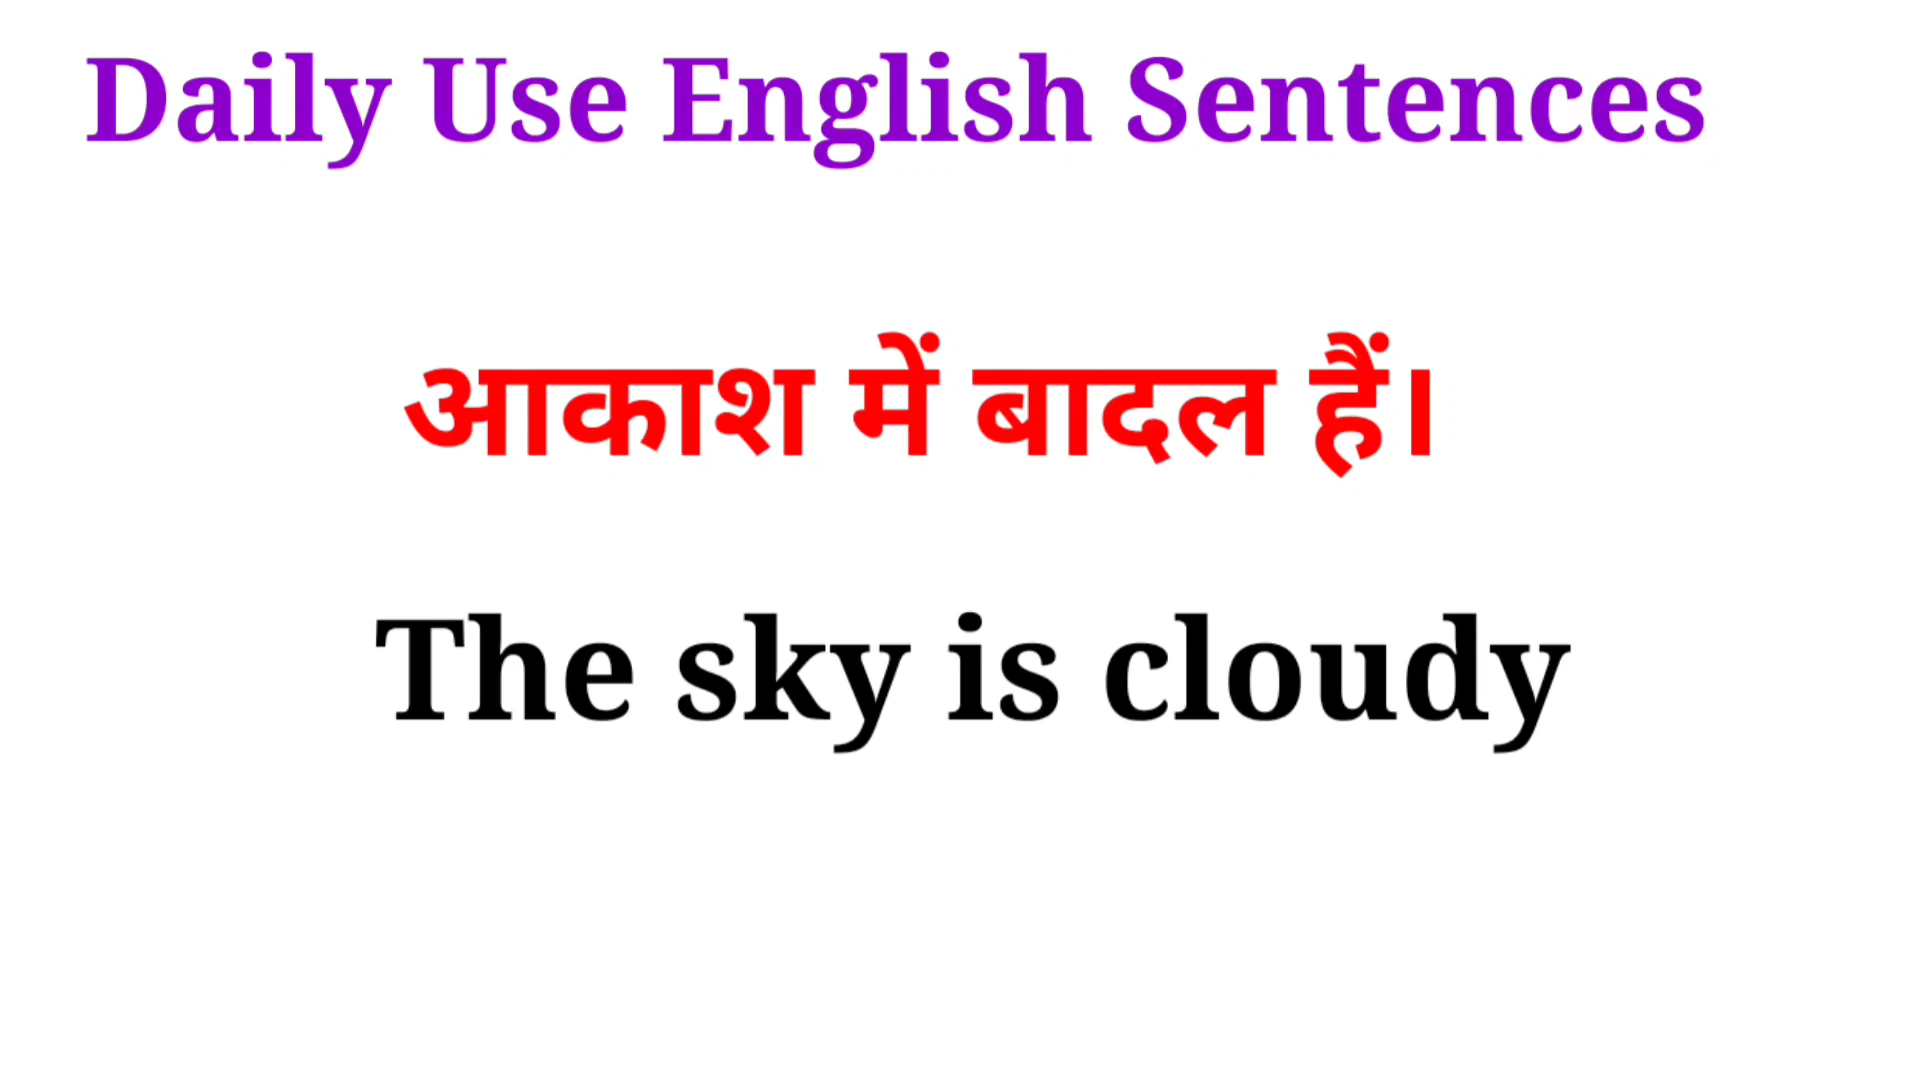 Daily Use English Sentences
आकाश में बादल हैं।
The sky is cloudy